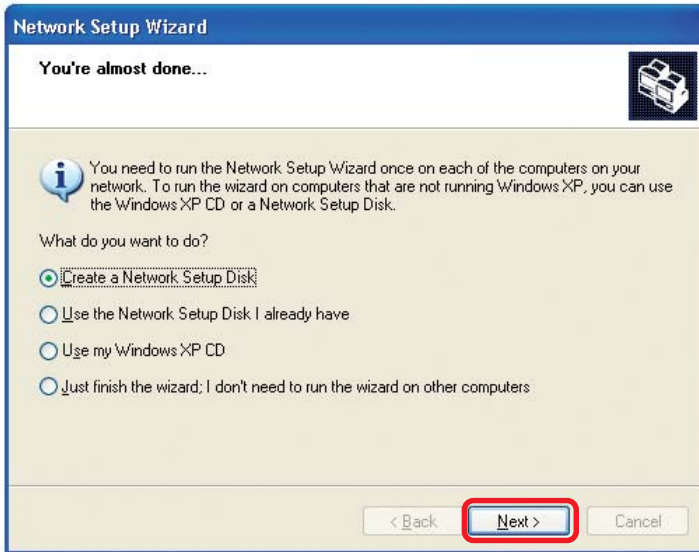 Network Setup Wizard
You're almost done...
You need to run the Network Setup Wizard once on each of the computers on your
network. To run the wizard on computers that are not running Windows XP, you can use
the Windows XP CD or a Network Setup Disk.
What do you want to do?
Create a Network Setup Disk
Use the Network Setup Disk I already have
Use my Windows XP CD
Just finish the wizard; I don't need to run the wizard on other computers
< Back
Next >
Cancel